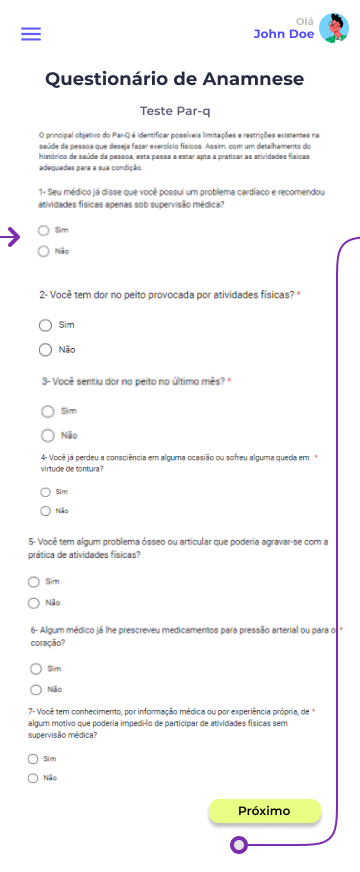 Olá
John Doe
Questionário de Anamnese
Teste Par-q
O principal objetivo do Par-Q é identificar possíveis limitações e restrições existentes na
saúde da pessoa que deseja fazer exercício físicos. Assim, com um detalhamento do
histórico de saúde da pessoa, esta passa a estar apta a praticar as atividades físicas
adequadas para a sua condição.
1- Seu médico já disse que você possui um problema cardíaco e recomendou
atividades físicas apenas sob supervisão médica?
Sim
Não
2- Você tem dor no peito provocada por atividades físicas? *
Sim
Não
3- Você sentiu dor no peito no último mês? *
Sim
Não
4- Você já perdeu a consciência em alguma ocasião ou sofreu alguma queda em *
virtude de tontura?
Sim
Não
5- Você tem algum problema ósseo ou articular que poderia agravar-se com a
prática de atividades físicas?
Sim
Não
6- Algum médico já lhe prescreveu medicamentos para pressão arterial ou para o *
coração?
Sim
Não
7- Você tem conhecimento, por informação médica ou por experiência própria, de *
algum motivo que poderia impedi-lo de participar de atividades físicas sem
supervisão médica?
Sim
Não
Próximo